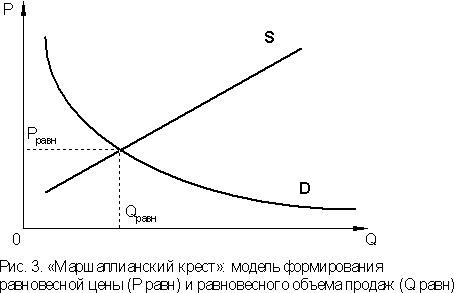 P
S
Pравн
D
Qравн
0
Q
Рис. 3. «Маршаллианский крест»: модель формирования
равновесной цены (Р равн) и равновесного объема продаж (Q равн)